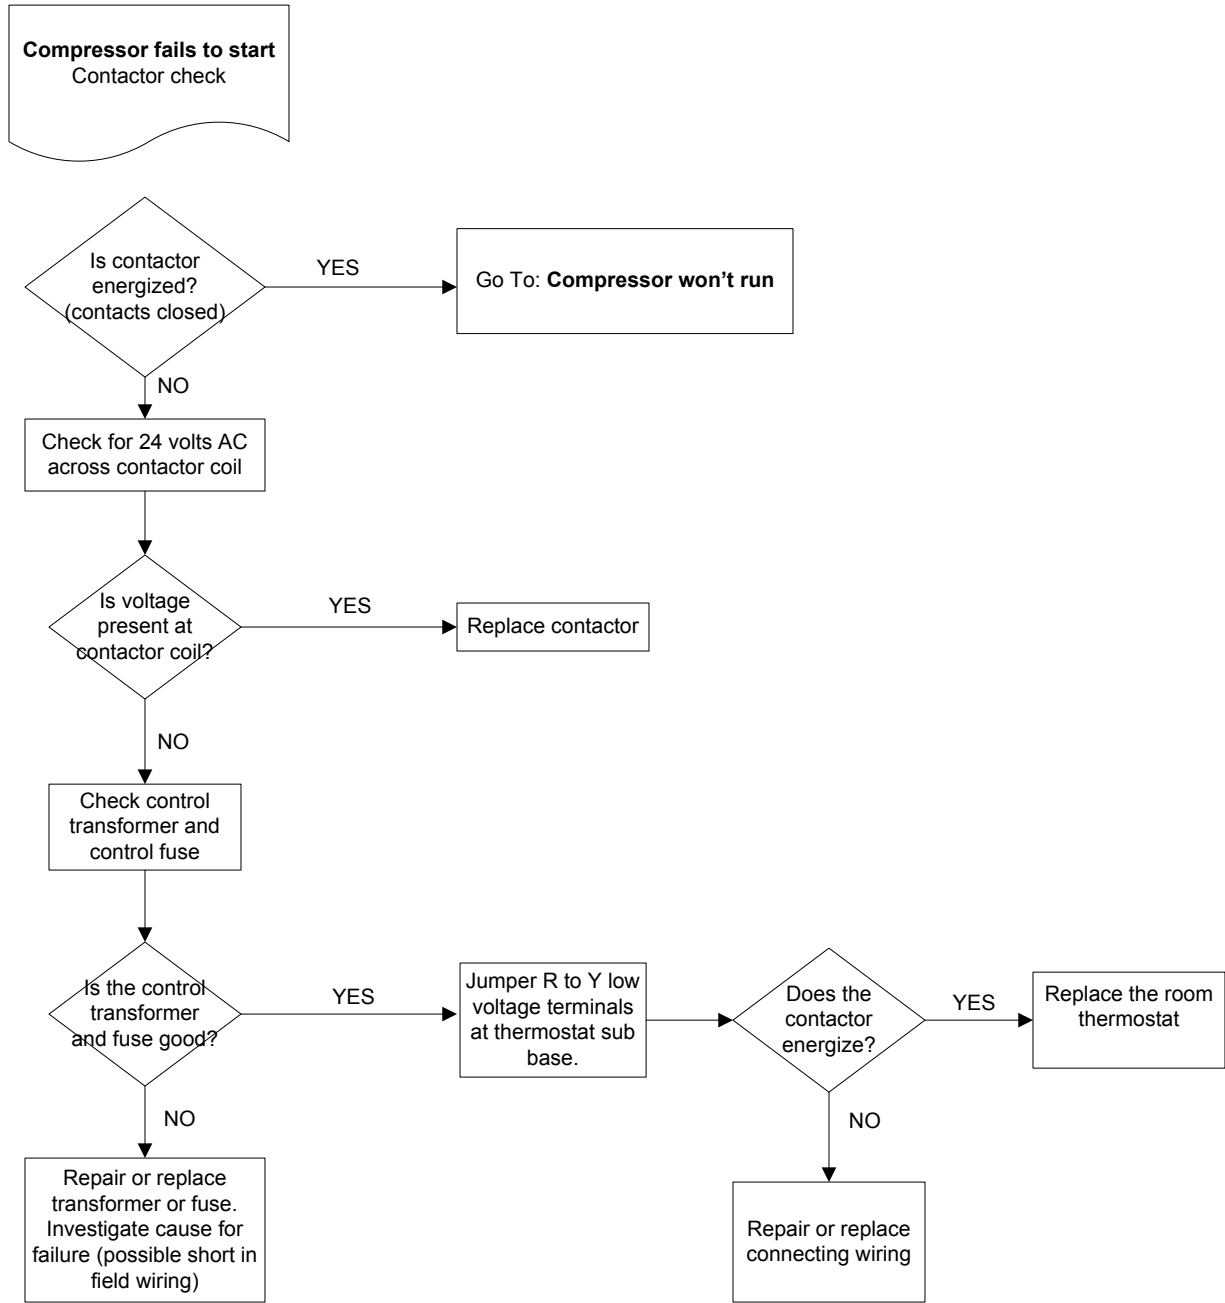 Compressor fails to start
Contactor check
Is contactor
energized?
(contacts closed)
YES
Go To: Compressor won't run
NO
Check for 24 volts AC
across contactor coil
Is voltage
present at
contactor coil?
YES
Replace contactor
NO
Check control
transformer and
control fuse
Is the control
transformer
and fuse good?
YES
Jumper R to Y low
voltage terminals
at thermostat sub
base.
Does the
contactor
energize?
YES
Replace the room
thermostat
NO
Repair or replace
transformer or fuse.
Investigate cause for
failure (possible short in
field wiring)
NO
Repair or replace
connecting wiring